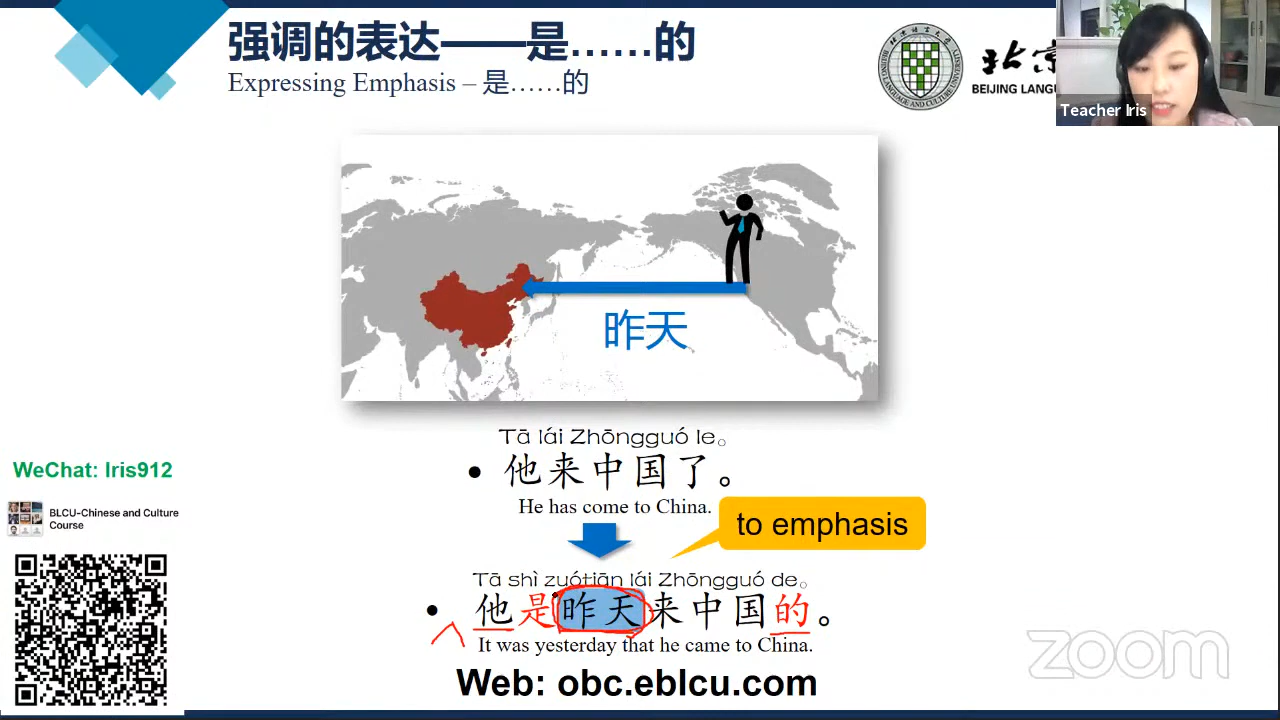 强调的表达——是……的
Expressing Emphasis – 是……的
北京
BEIJING LANGU
Teacher Iris
昨天
Tā lái Zhōngguó le。
• 他来中国了。
He has come to China.
to emphasis
Tā shì zuótiān lái Zhōngguó de。
• 他是昨天来中国的。
It was yesterday that he came to China.
WeChat: Iris912
BLCU-Chinese and Culture
Course
Web: obc.eblcu.com
zoom